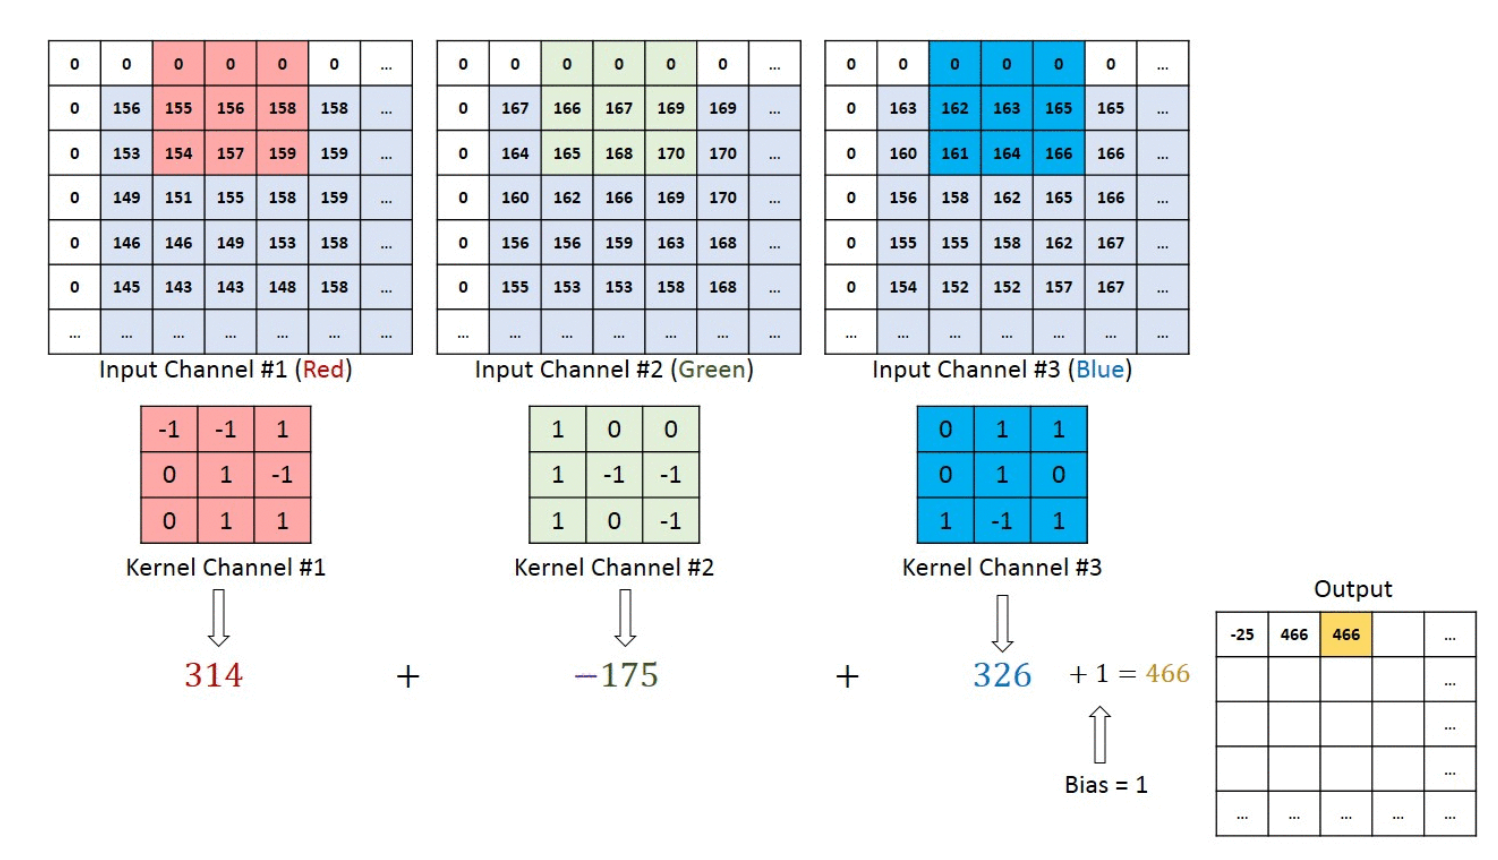 0 0 0 0 0 0 ...
0 156 155 156 158 158 ...
0 153 154 157 159 159 ...
0 149 151 155 158 159 ...
0 146 146 149 153 158 ...
0 145 143 143 148 158 ...
... ... ... ... ... ... ...
Input Channel #1 (Red)
0 0 0 0 0 0 ...
0 167 166 167 169 169 ...
0 164 165 168 170 170 ...
0 160 162 166 169 170 ...
0 156 156 159 163 168 ...
0 155 153 153 158 168 ...
... ... ... ... ... ... ...
Input Channel #2 (Green)
0 0 0 0 0 0 ...
0 163 162 163 165 165 ...
0 160 161 164 166 166 ...
0 156 158 162 165 166 ...
0 155 155 158 162 167 ...
0 154 152 152 157 167 ...
... ... ... ... ... ... ...
Input Channel #3 (Blue)
-1 -1 1
0 1 -1
0 1 1
Kernel Channel #1
1 0 0
1 -1 -1
1 0 -1
Kernel Channel #2
0 1 1
0 1 0
1 -1 1
Kernel Channel #3
314 + −175 + 326 + 1 = 466
Bias = 1
Output
-25 466 466 ...
...
...
...
... ... ... ... ...